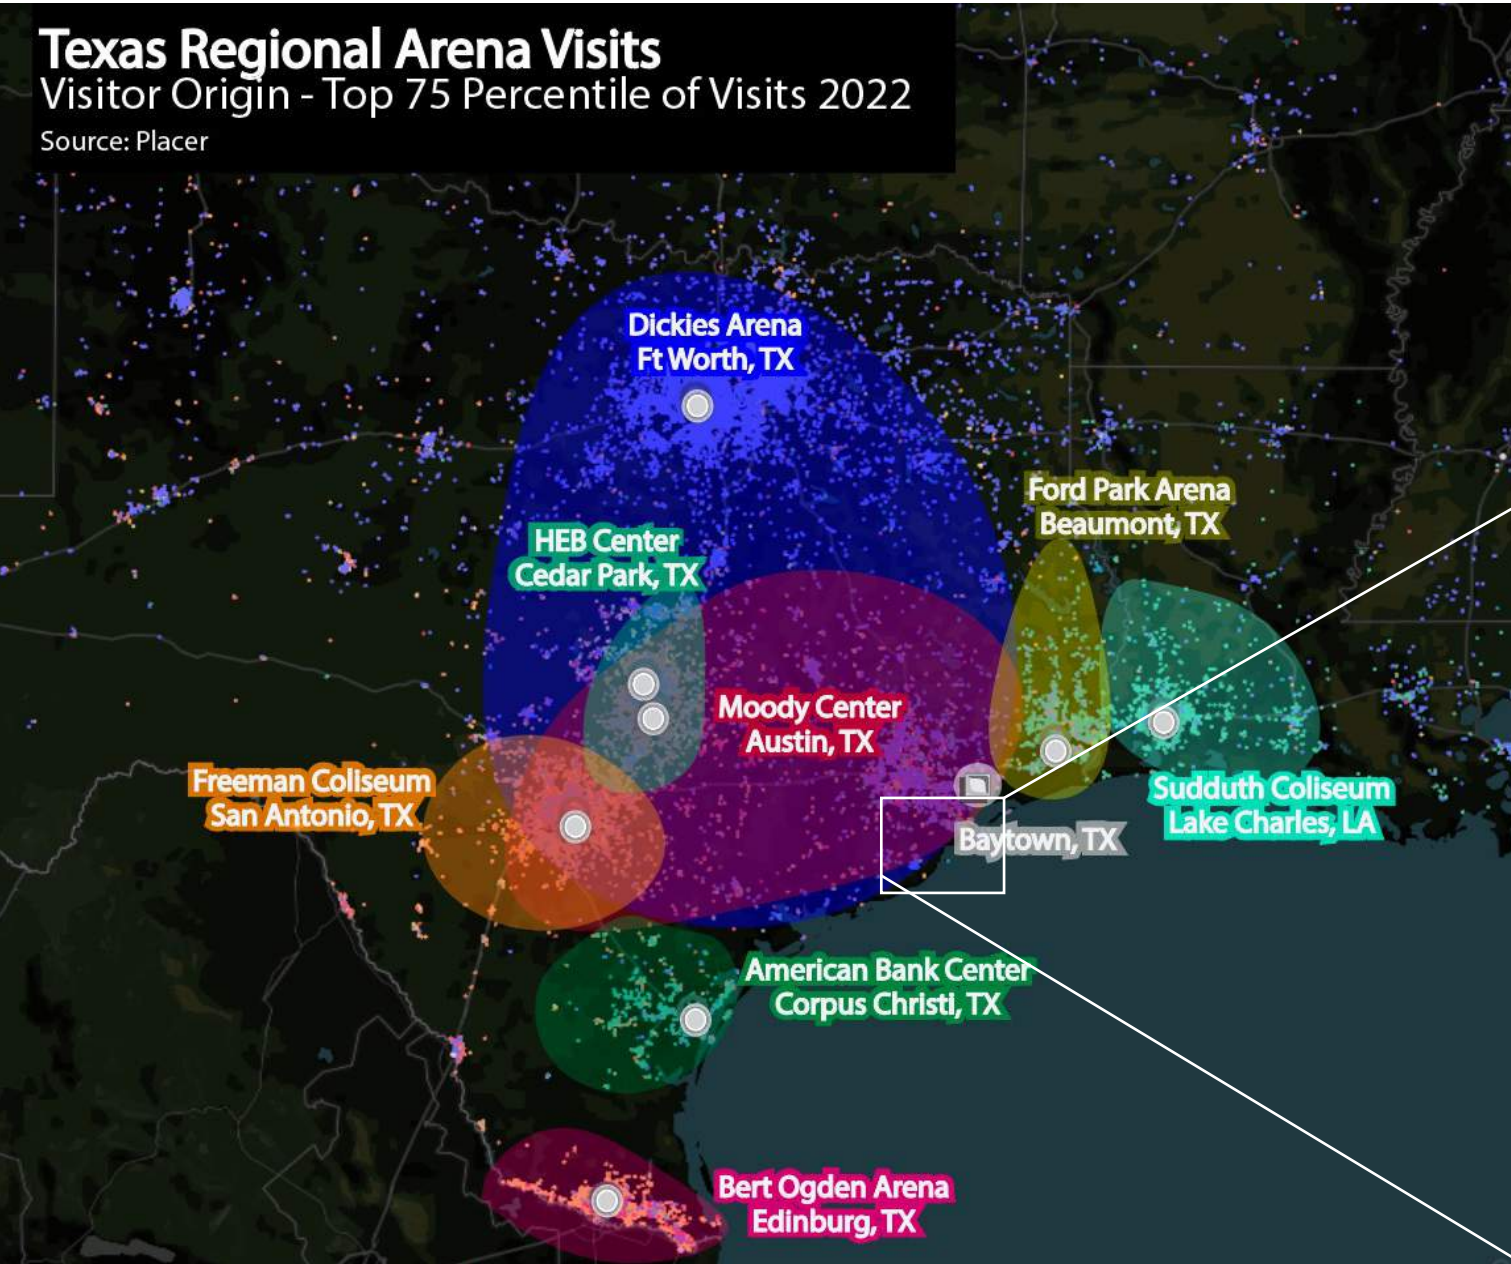 Texas Regional Arena Visits
Visitor Origin - Top 75 Percentile of Visits 2022
Source: Placer
Dickies Arena
Ft Worth, TX
Ford Park Arena
Beaumont, TX
HEB Center
Cedar Park, TX
Moody Center
Austin, TX
Freeman Coliseum
San Antonio, TX
Sudduth Coliseum
Lake Charles, LA
Baytown, TX
American Bank Center
Corpus Christi, TX
Bert Ogden Arena
Edinburg, TX